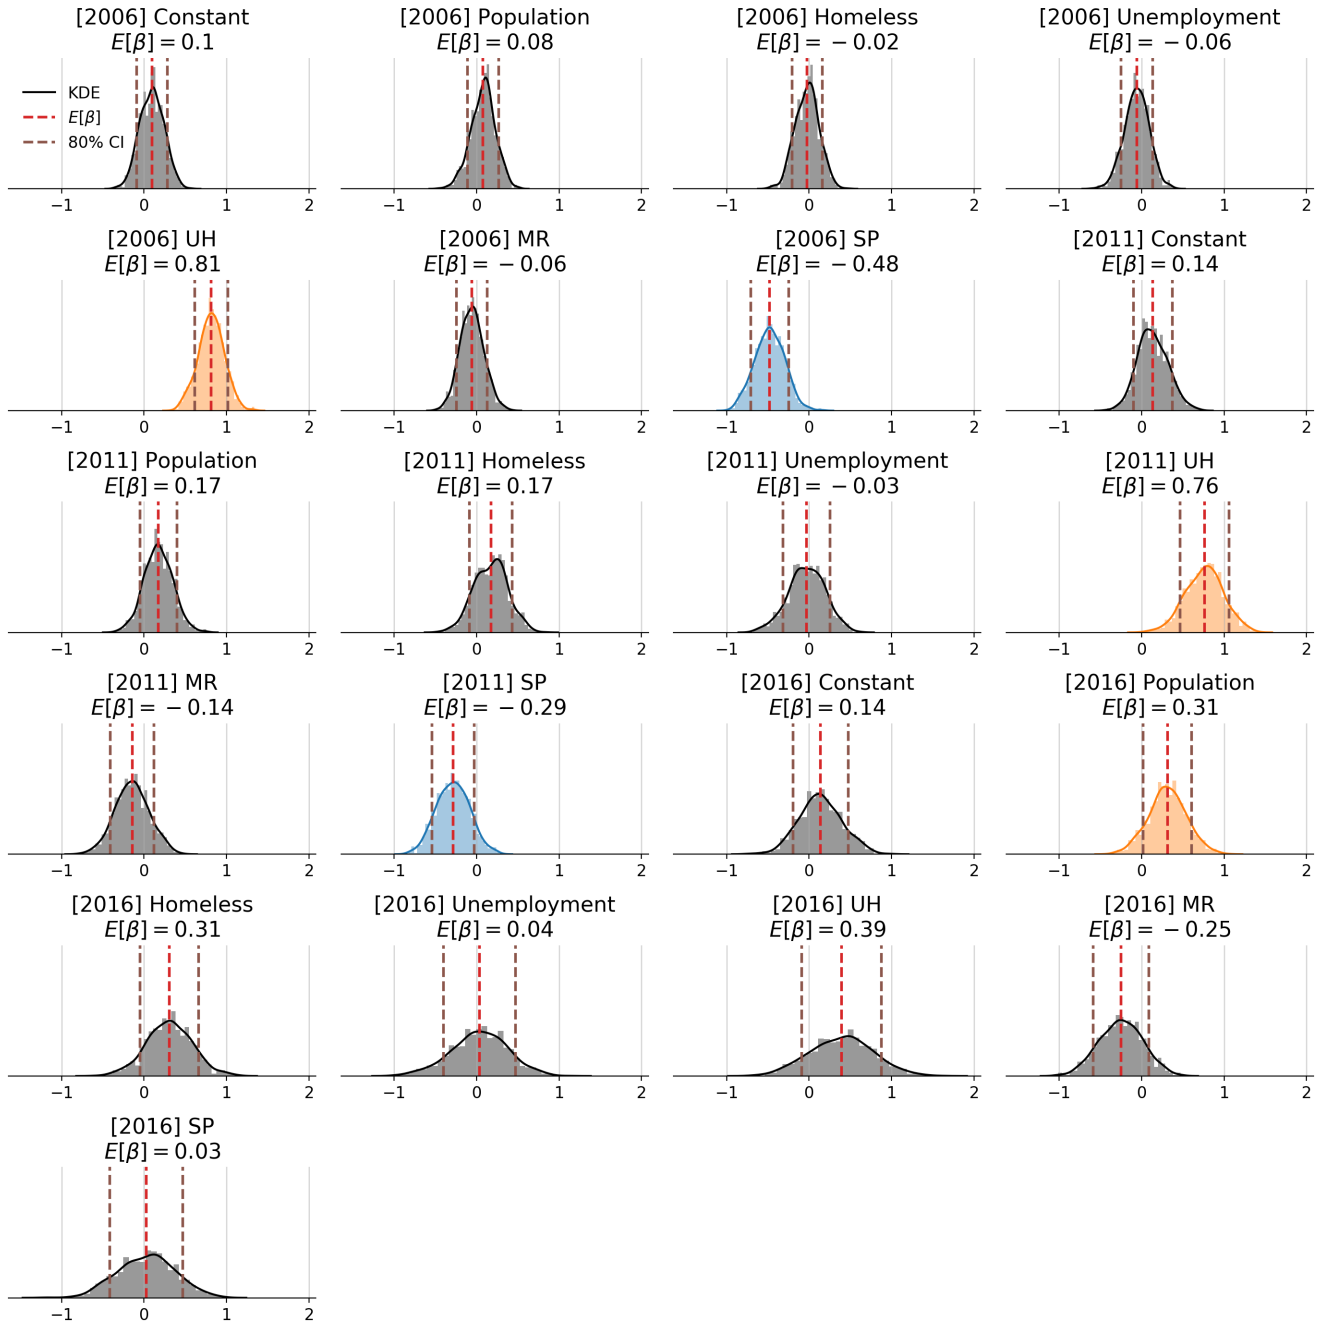 [2006] Constant
E[β] = 0.1
[2006] Population
E[β] = 0.08
[2006] Homeless
E[β] = −0.02
[2006] Unemployment
E[β] = −0.06
KDE
E[β]
80% CI
−1 0 1 2
−1 0 1 2
−1 0 1 2
−1 0 1 2
[2006] UH
E[β] = 0.81
[2006] MR
E[β] = −0.06
[2006] SP
E[β] = −0.48
[2011] Constant
E[β] = 0.14
−1 0 1 2
−1 0 1 2
−1 0 1 2
−1 0 1 2
[2011] Population
E[β] = 0.17
[2011] Homeless
E[β] = 0.17
[2011] Unemployment
E[β] = −0.03
[2011] UH
E[β] = 0.76
−1 0 1 2
−1 0 1 2
−1 0 1 2
−1 0 1 2
[2011] MR
E[β] = −0.14
[2011] SP
E[β] = −0.29
[2016] Constant
E[β] = 0.14
[2016] Population
E[β] = 0.31
−1 0 1 2
−1 0 1 2
−1 0 1 2
−1 0 1 2
[2016] Homeless
E[β] = 0.31
[2016] Unemployment
E[β] = 0.04
[2016] UH
E[β] = 0.39
[2016] MR
E[β] = −0.25
−1 0 1 2
−1 0 1 2
−1 0 1 2
−1 0 1 2
[2016] SP
E[β] = 0.03
−1 0 1 2